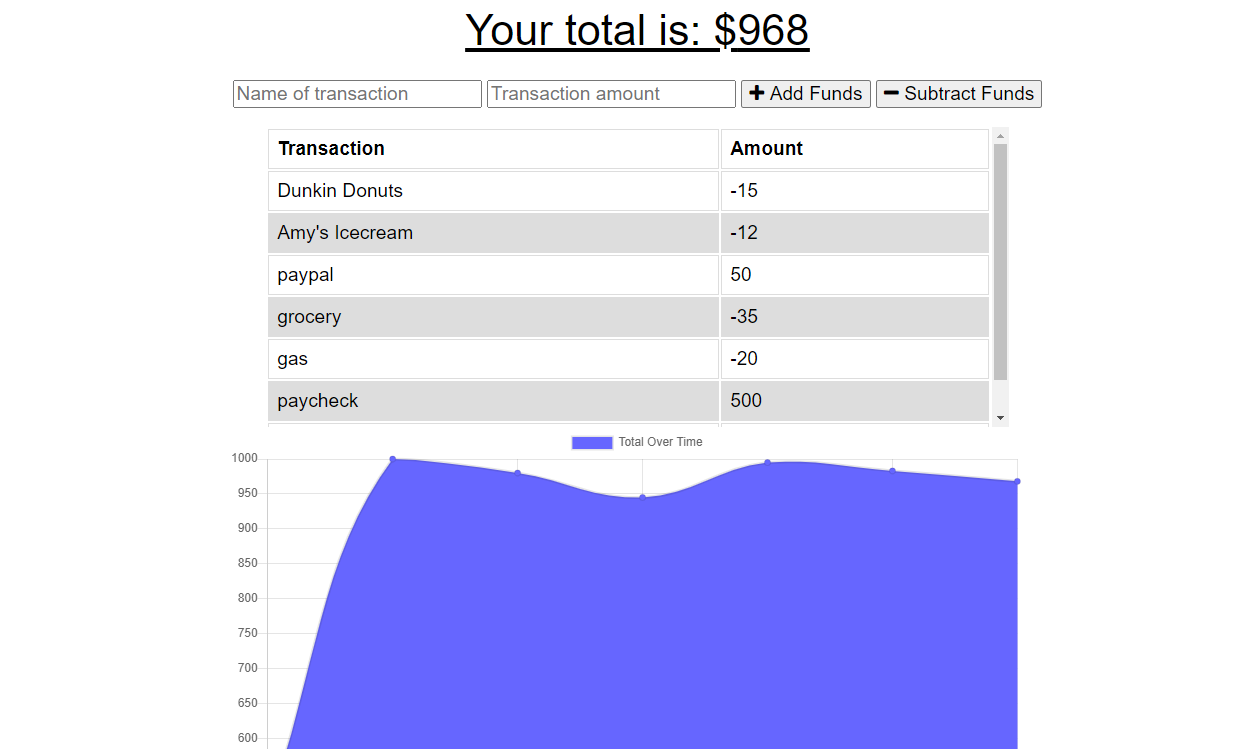 Your total is: $968
Name of transaction Transaction amount Add Funds Subtract Funds
Transaction Amount
Dunkin Donuts -15
Amy's Icecream -12
paypal 50
grocery -35
gas -20
paycheck 500
Total Over Time
1000
950
900
850
800
750
700
650
600